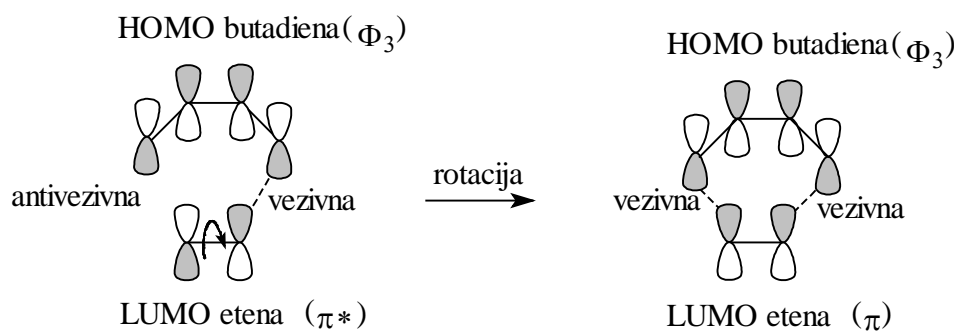 HOMO butadiena(Φ3)
antivezivna
vezivna
LUMO etena (π*)
rotacija
HOMO butadiena(Φ3)
vezivna
vezivna
LUMO etena (π)